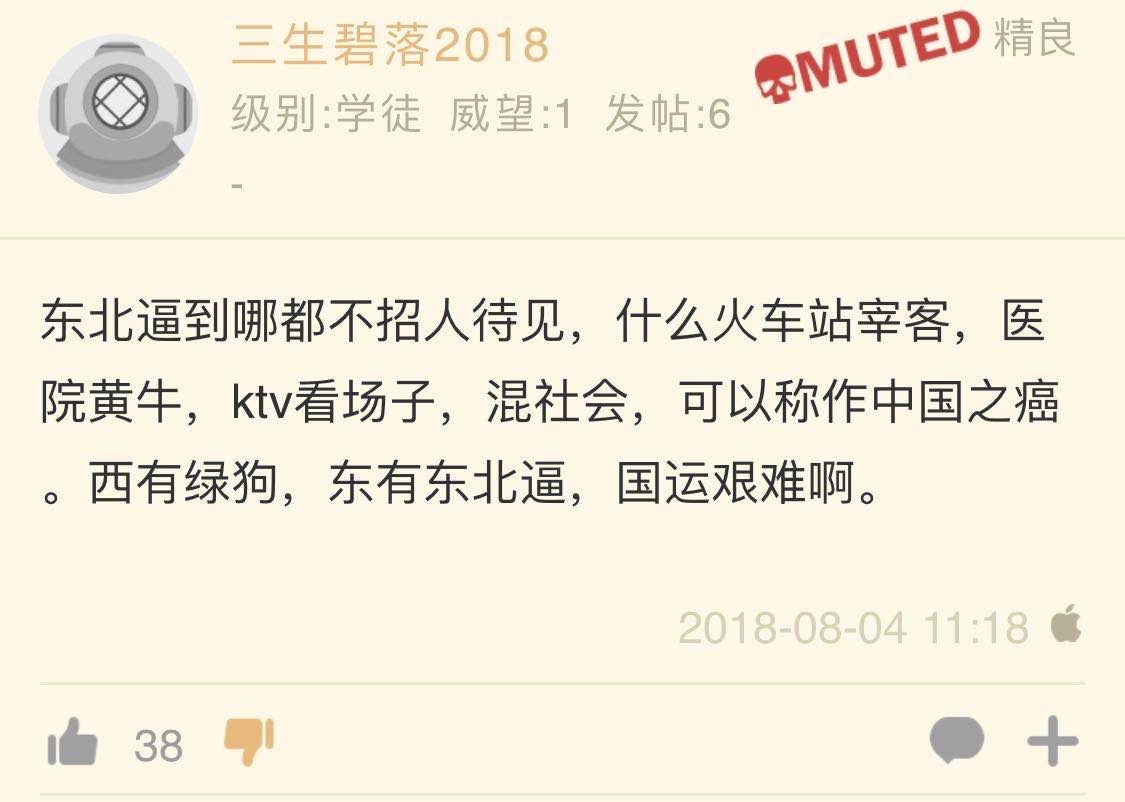 三生碧落2018
MUTED 精良
级别:学徒 威望:1 发帖:6
-
东北逼到哪都不招人待见，什么火车站宰客，医
院黄牛，ktv看场子，混社会，可以称作中国之癌
。西有绿狗，东有东北逼，国运艰难啊。
2018-08-04 11:18
38